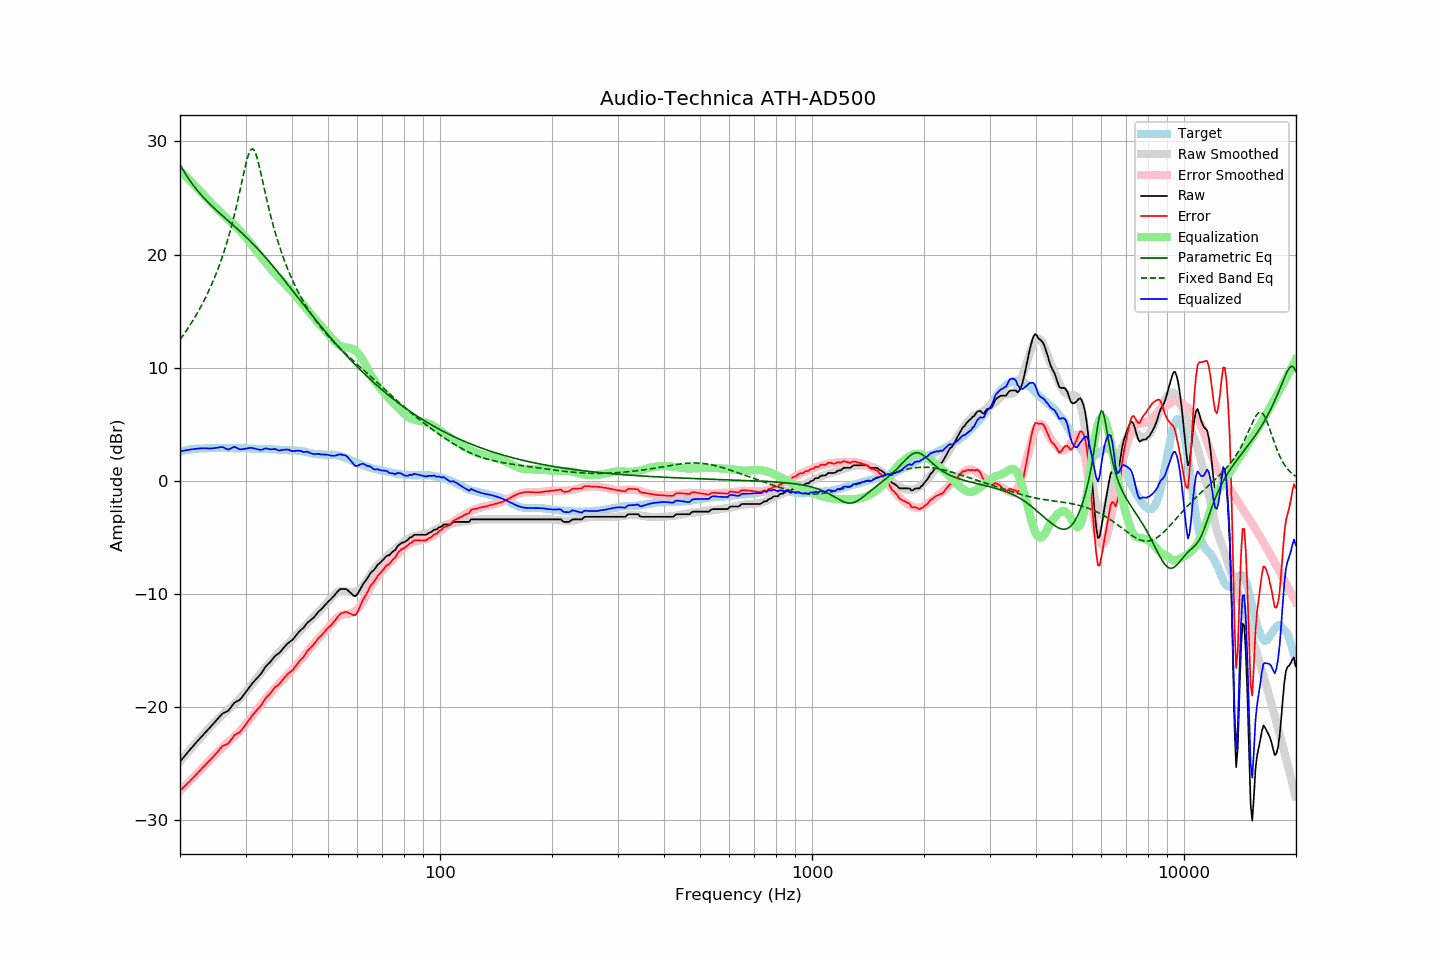 Audio-Technica ATH-AD500
Target
Raw Smoothed
Error Smoothed
Raw
Error
Equalization
Parametric Eq
Fixed Band Eq
Equalized
Amplitude (dBr)
30
20
10
0
−10
−20
−30
100
1000
10000
Frequency (Hz)